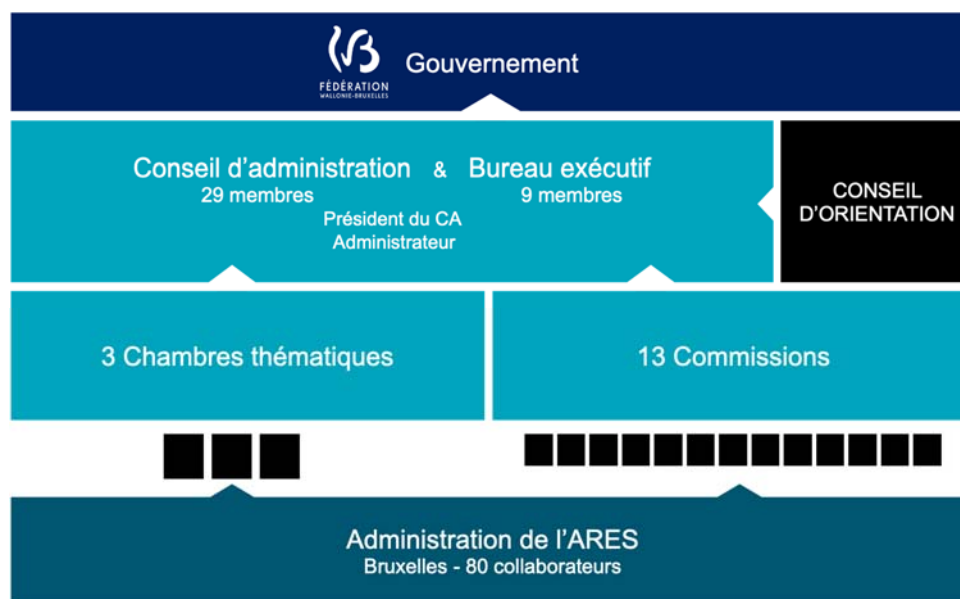 Gouvernement
FÉDÉRATION
WALLONIE-BRUXELLES
Conseil d'administration & Bureau exécutif
29 membres 9 membres
Président du CA
Administrateur
CONSEIL
D'ORIENTATION
3 Chambres thématiques
13 Commissions
Administration de l'ARES
Bruxelles - 80 collaborateurs